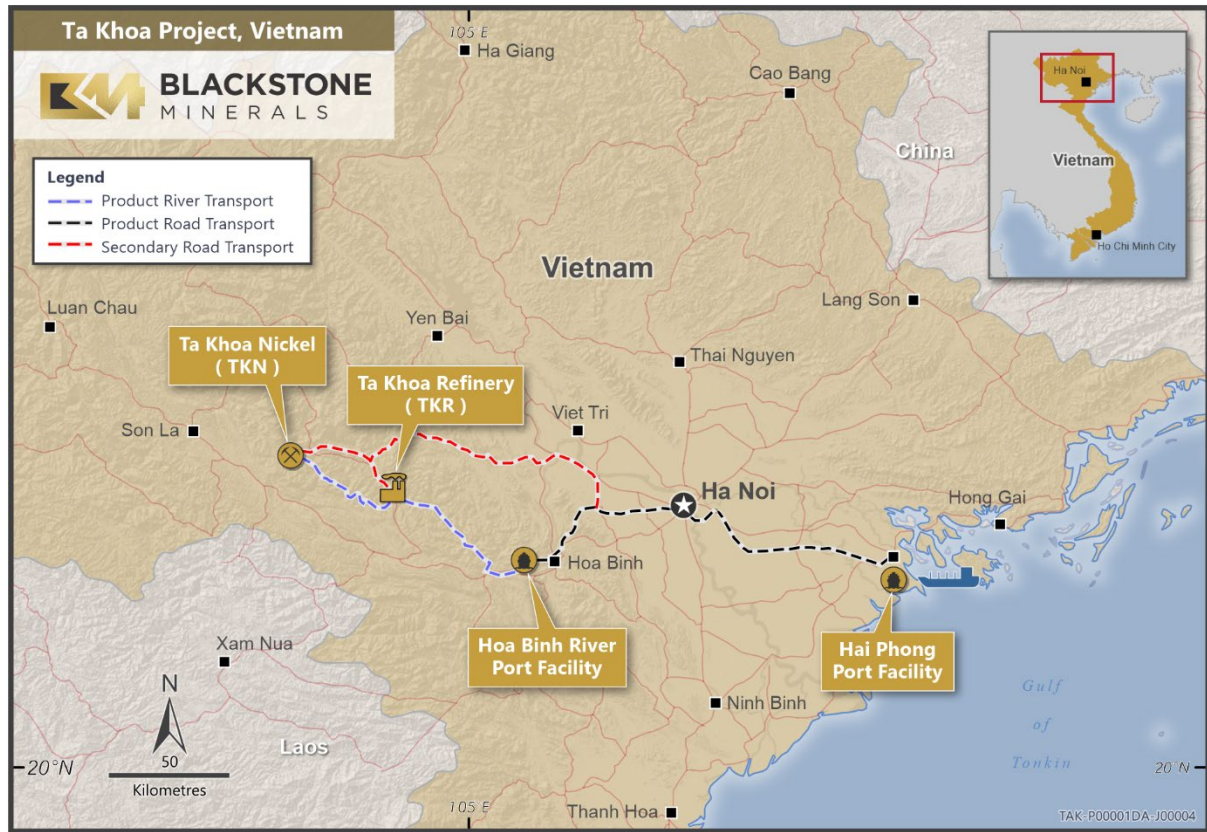 Ta Khoa Project, Vietnam
BLACKSTONE
MINERALS
Legend
Product River Transport
Product Road Transport
Secondary Road Transport
105°E
Ha Giang
Cao Bang
China
Ha Noi
Vietnam
Ho Chi Minh City
Vietnam
Lang Son
Luan Chau
Yen Bai
Thai Nguyen
Ta Khoa Nickel
( TKN )
Ta Khoa Refinery
( TKR )
Viet Tri
Son La
Ha Noi
Hong Gai
Hoa Binh
Hoa Binh River
Port Facility
Hai Phong
Port Facility
Xam Nua
N
Laos
50
Kilometres
Ninh Binh
Gulf
of
Tonkin
20°N
20°N
105°E
Thanh Hoa
TAK-P00001DA-J00004